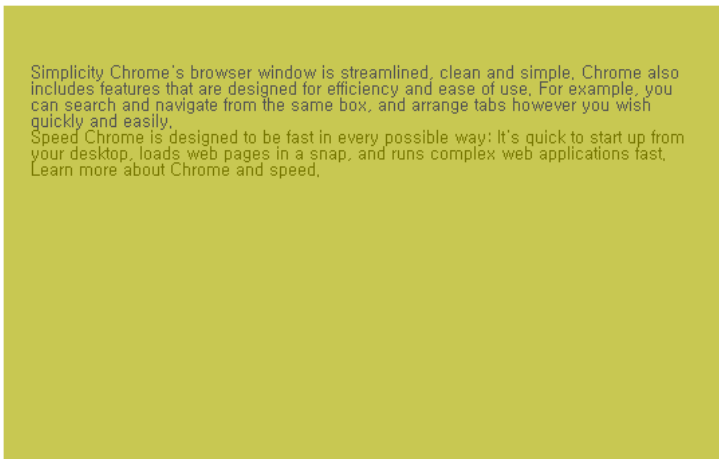 Simplicity Chrome's browser window is streamlined, clean and simple. Chrome also
includes features that are designed for efficiency and ease of use. For example, you
can search and navigate from the same box, and arrange tabs however you wish
quickly and easily.
Speed Chrome is designed to be fast in every possible way: It's quick to start up from
your desktop, loads web pages in a snap, and runs complex web applications fast.
Learn more about Chrome and speed.